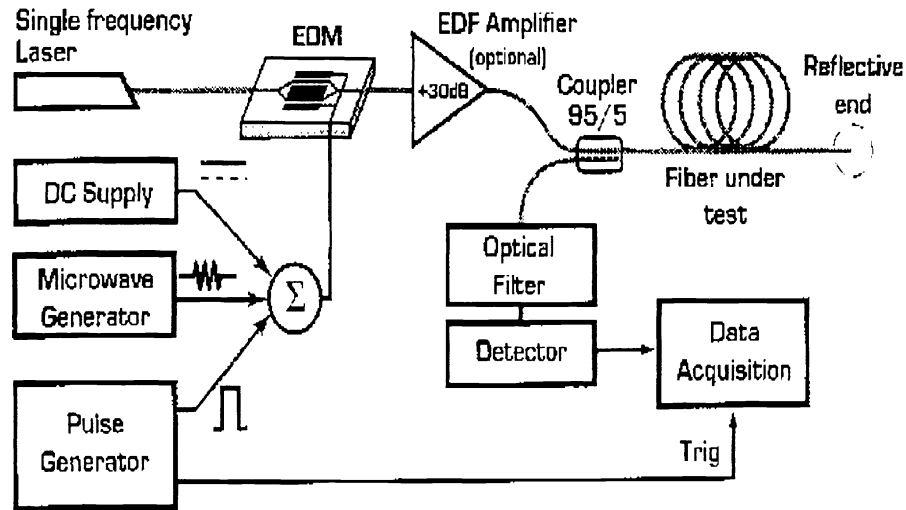 Single frequency
Laser
EDM
EDF Amplifier
(optional)
+30dB
Coupler
95/5
Reflective
end
Fiber under
test
DC Supply
Microwave
Generator
Σ
Optical
Filter
Detector
Data
Acquisition
Pulse
Generator
Trig